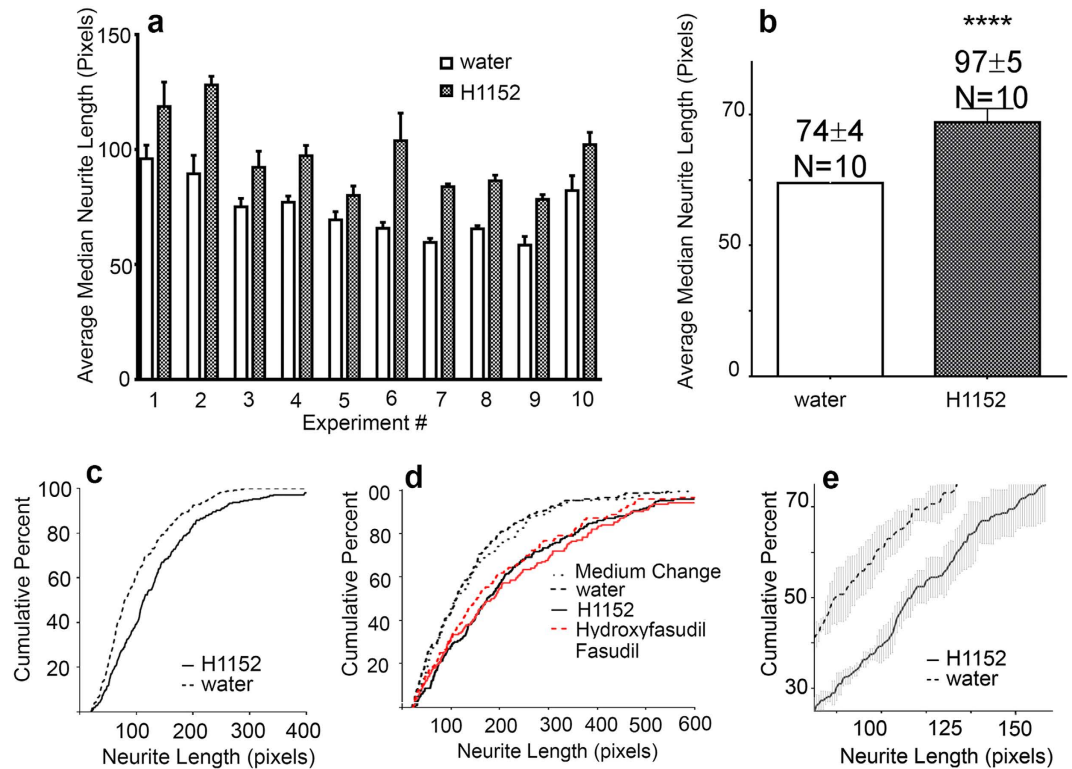 a
Average Median Neurite Length (Pixels)
150
100
50
0
water
H1152
1 2 3 4 5 6 7 8 9 10
Experiment #
b
Average Median Neurite Length (Pixels)
70
50
0
****
74±4
N=10
97±5
N=10
water H1152
c
Cumulative Percent
100
80
60
40
20
H1152
water
100 200 300 400
Neurite Length (pixels)
d
Cumulative Percent
00
80
60
40
20
Medium Change
water
H1152
Hydroxyfasudil
Fasudil
100 200 300 400 500 600
Neurite Length (pixels)
e
Cumulative Percent
70
50
30
H1152
water
100 125 150
Neurite Length (pixels)